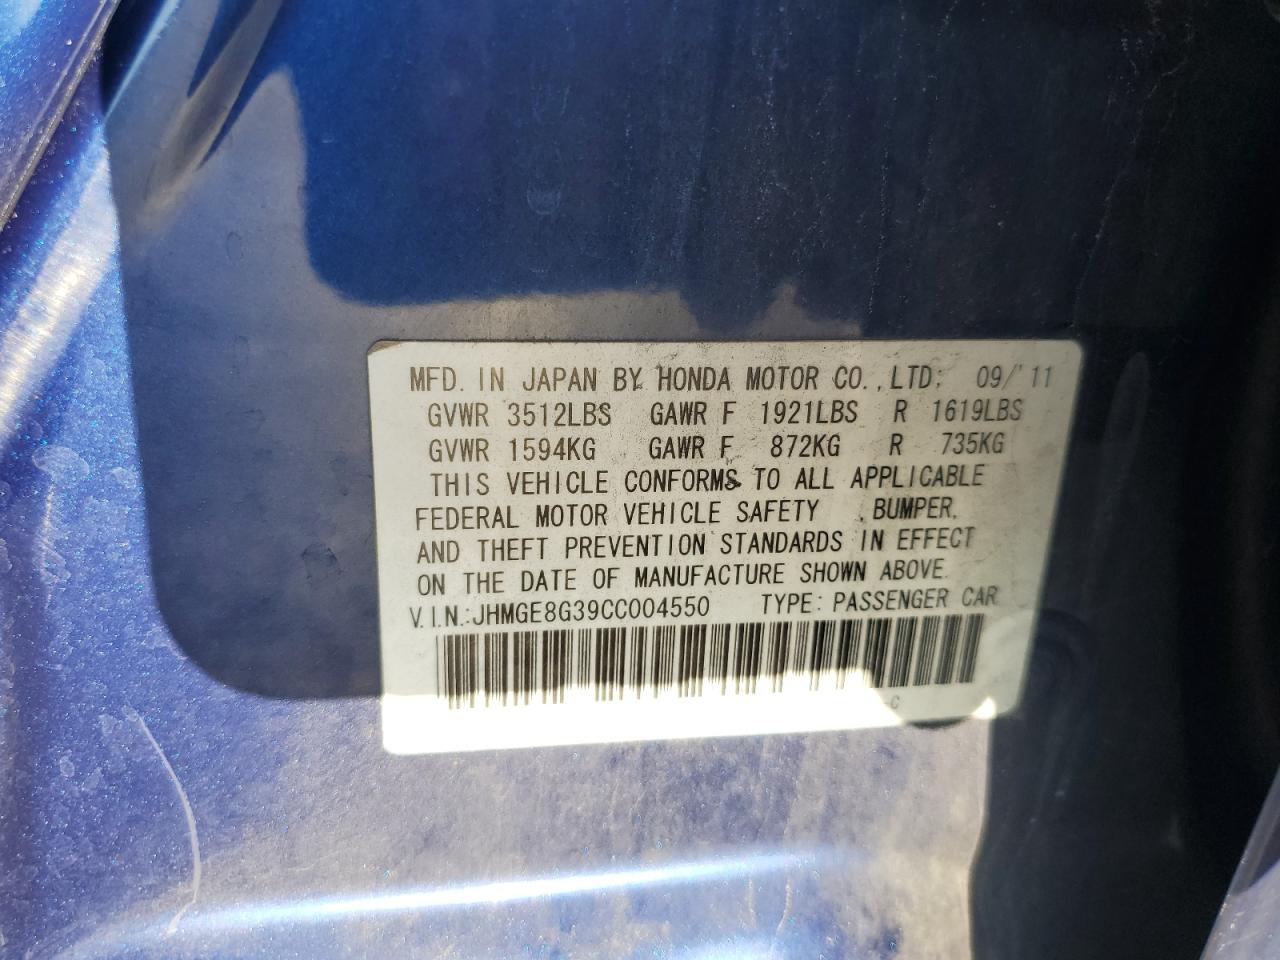 MFD. IN JAPAN BY HONDA MOTOR CO., LTD. 09/'11
GVWR 3512LBS GAWR F 1921LBS R 1619LBS
GVWR 1594KG GAWR F 872KG R 735KG
THIS VEHICLE CONFORMS TO ALL APPLICABLE
FEDERAL MOTOR VEHICLE SAFETY , BUMPER,
AND THEFT PREVENTION STANDARDS IN EFFECT
ON THE DATE OF MANUFACTURE SHOWN ABOVE.
V.I.N.:JHMGE8G39CC004550 TYPE: PASSENGER CAR